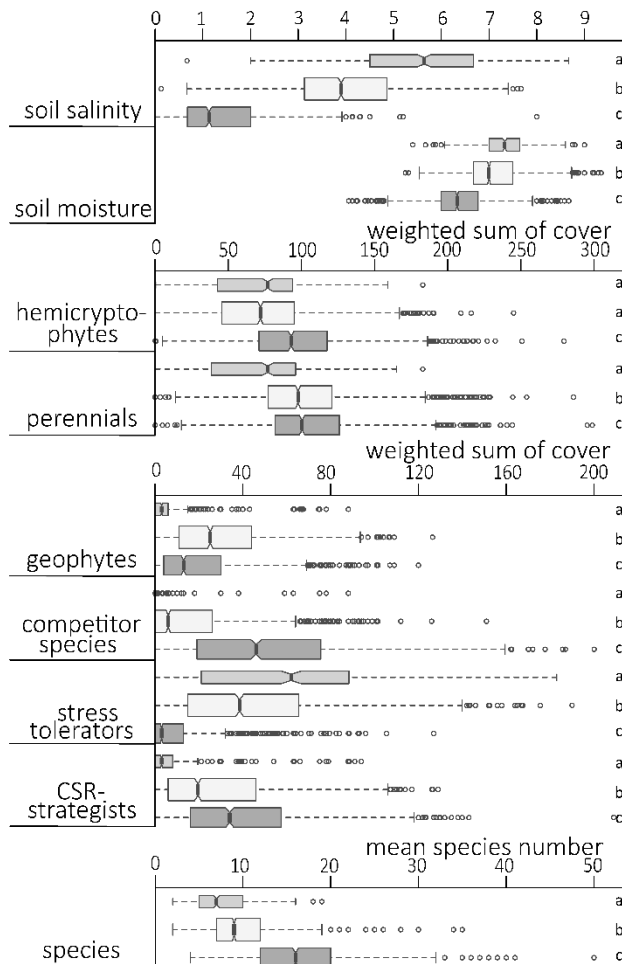 0 1 2 3 4 5 6 7 8 9
a
b
soil salinity
c
a
b
soil moisture
c
weighted sum of cover
0 50 100 150 200 250 300
a
hemicrypto-
a
phytes
c
a
b
perennials
c
weighted sum of cover
0 40 80 120 160 200
a
b
geophytes
c
a
competitor
b
species
c
a
stress
b
tolerators
c
a
CSR-
b
strategists
c
mean species number
0 10 20 30 40 50
a
b
species
c